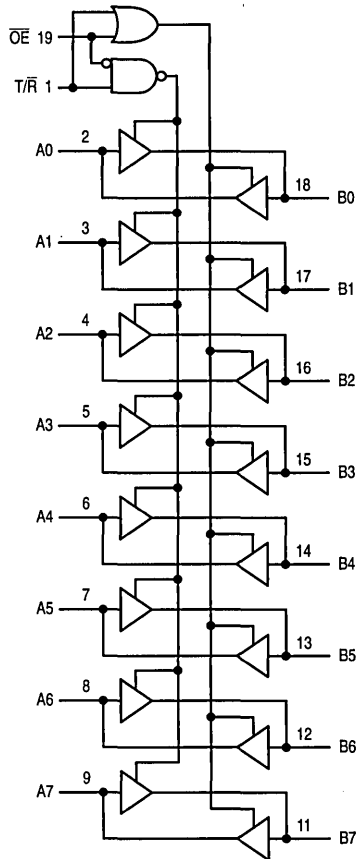 O̅E̅ 19
T/R̅ 1
A0 2
18 B0
A1 3
17 B1
A2 4
16 B2
A3 5
15 B3
A4 6
14 B4
A5 7
13 B5
A6 8
12 B6
A7 9
11 B7